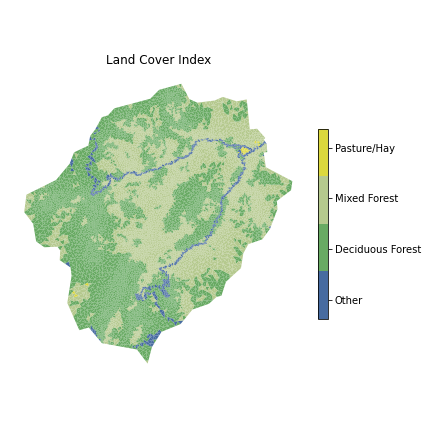 Land Cover Index
Pasture/Hay
Mixed Forest
Deciduous Forest
Other